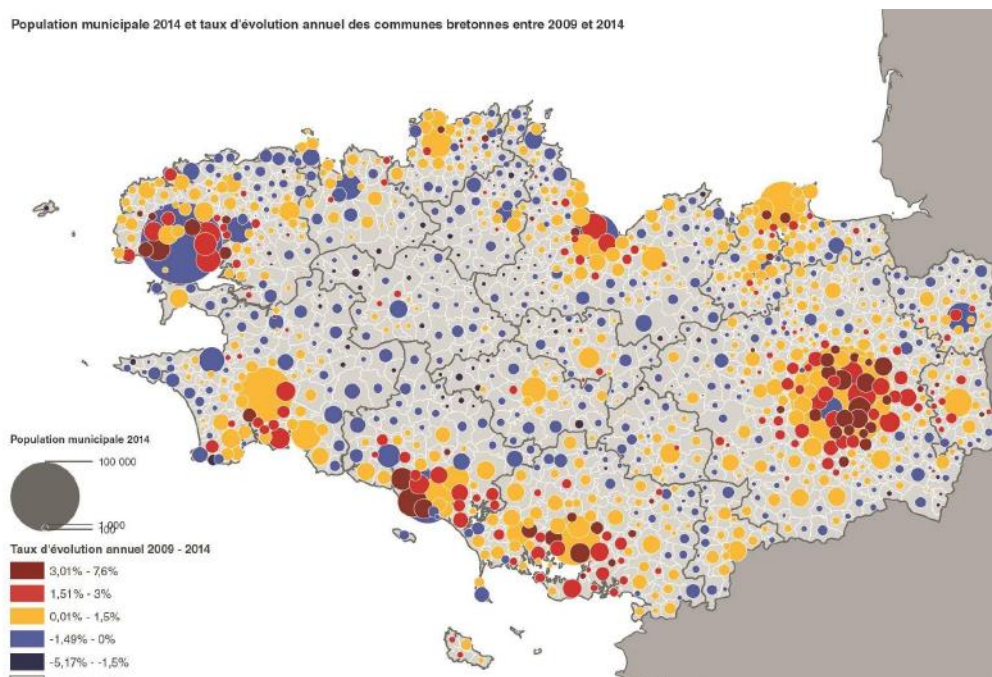 Population municipale 2014 et taux d'évolution annuel des communes bretonnes entre 2009 et 2014
Population municipale 2014
100 000
1 000
100
Taux d'évolution annuel 2009 - 2014
3,01% - 7,6%
1,51% - 3%
0,01% - 1,5%
-1,49% - 0%
-5,17% - -1,5%